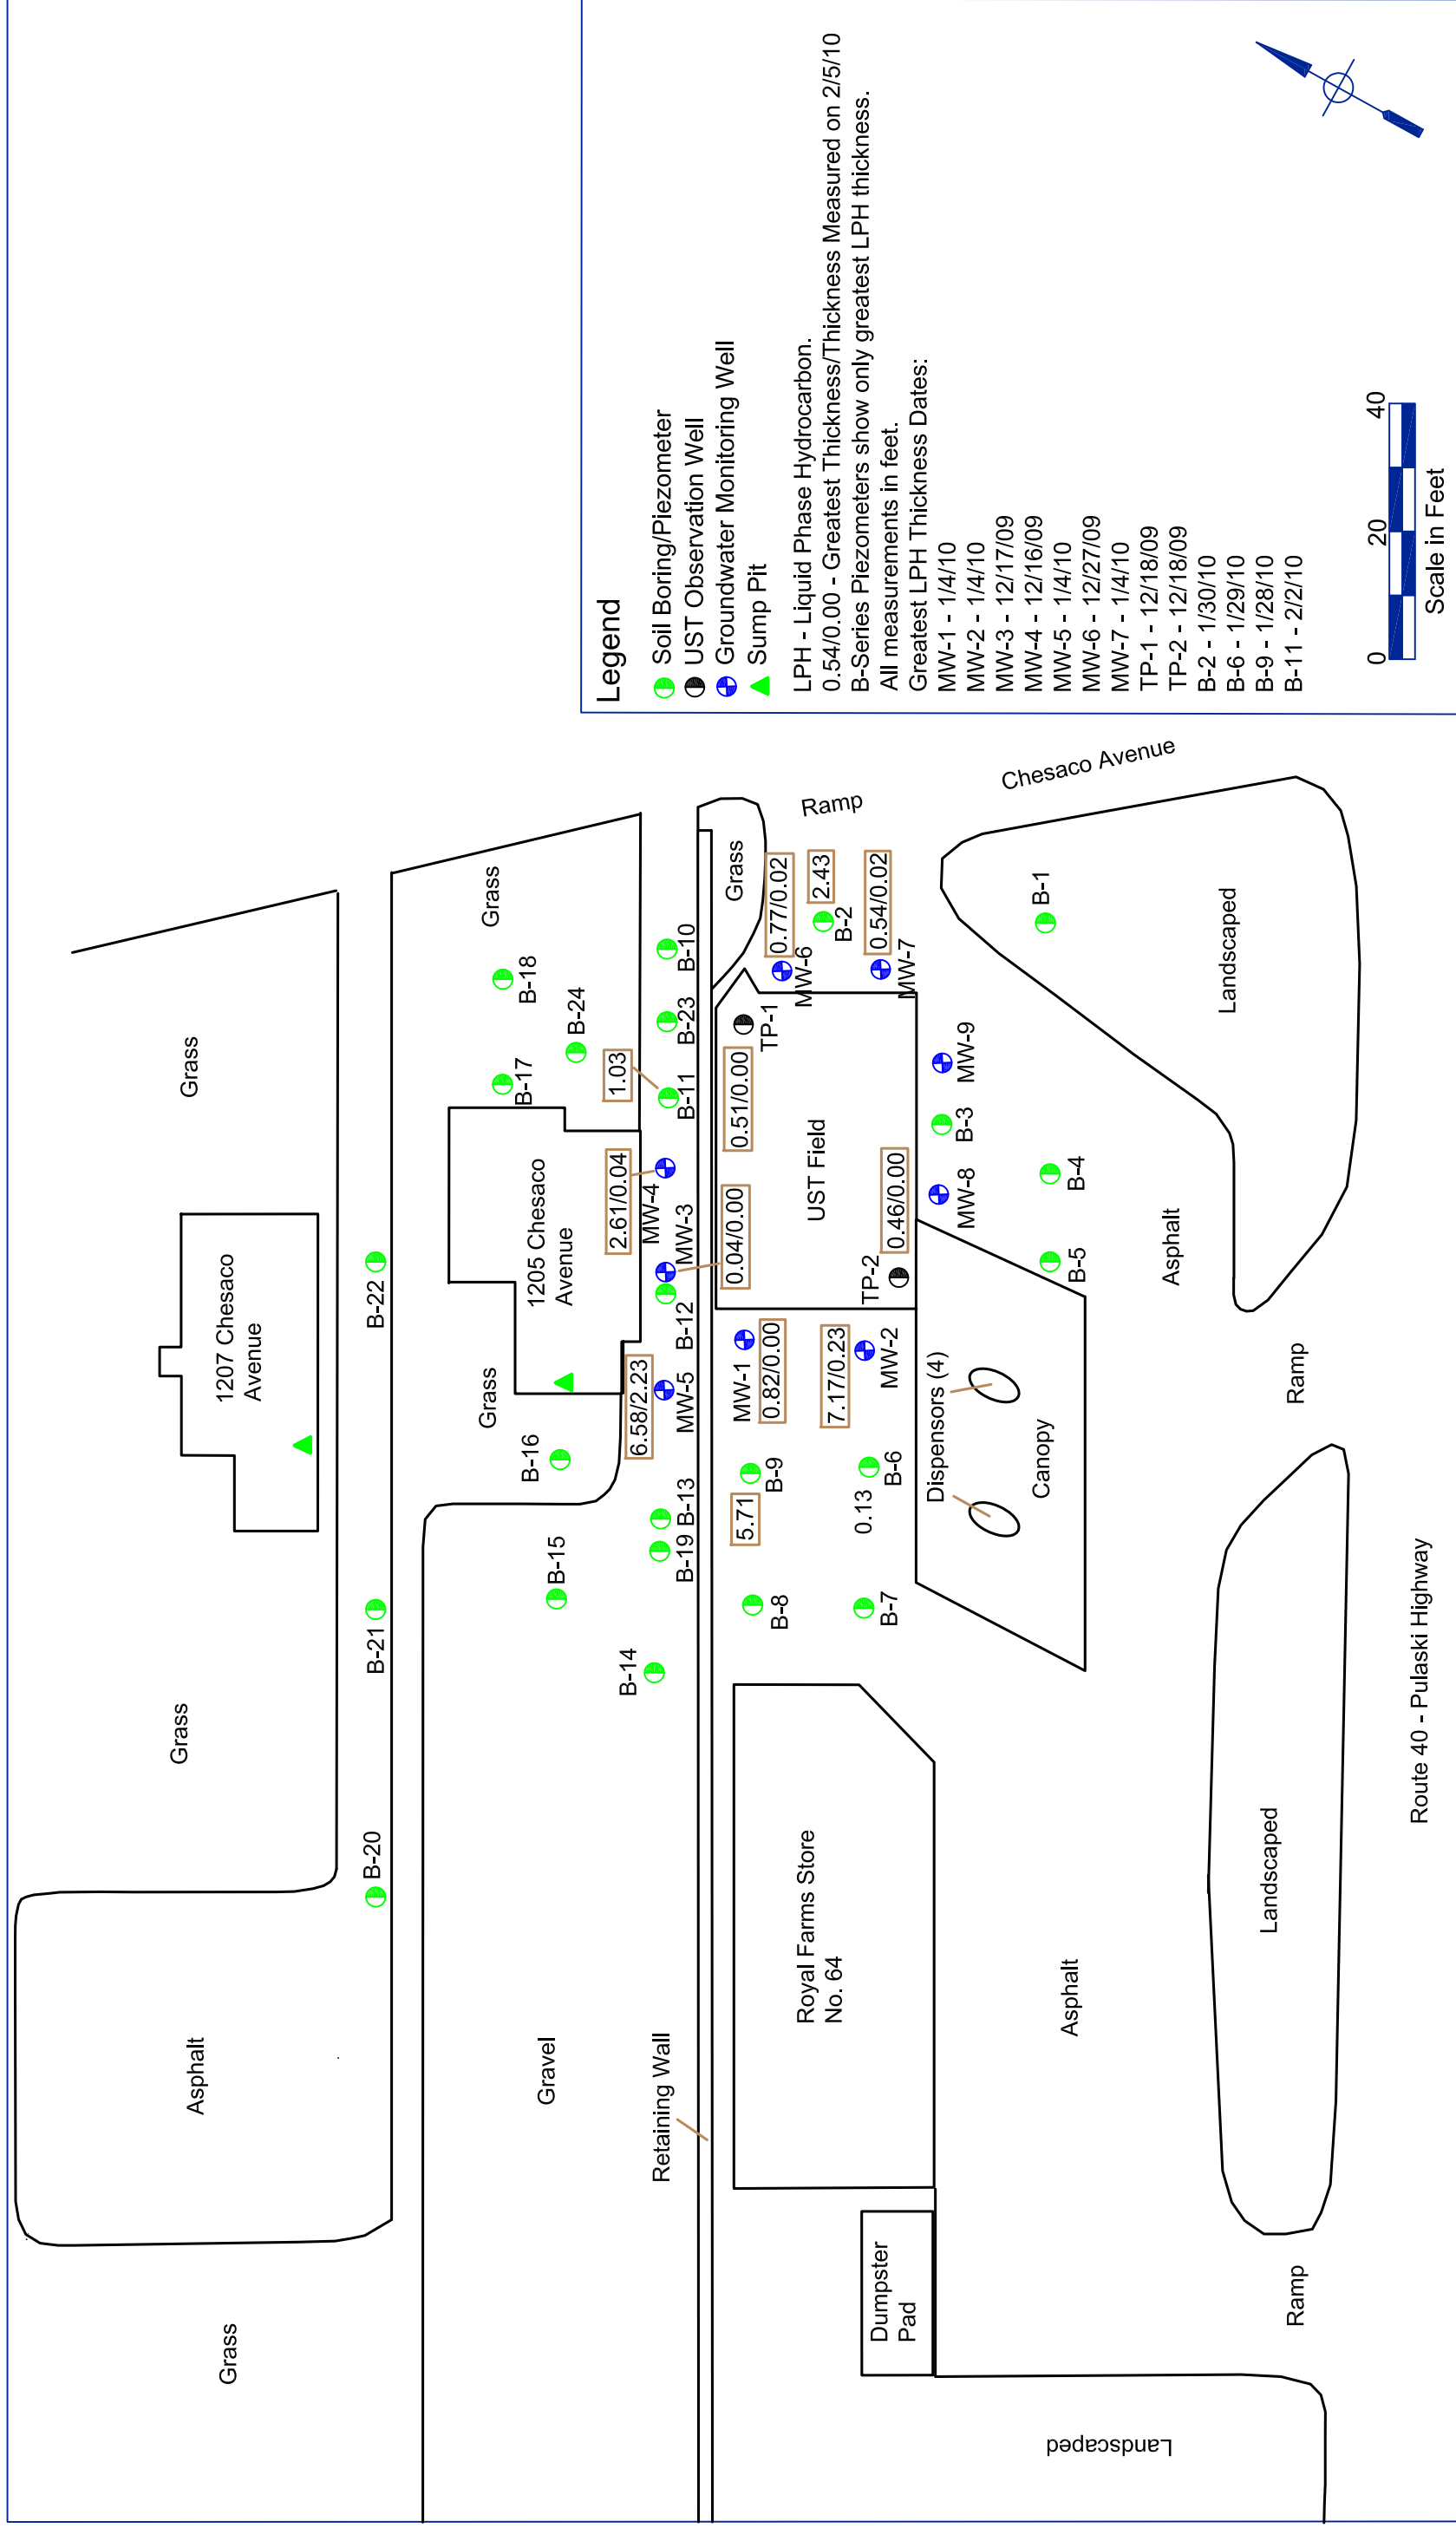 Grass
Asphalt
Grass
1207 Chesaco
Avenue
Grass
B-20
B-21
B-22
Gravel
B-15
B-16
Grass
1205 Chesaco
Avenue
B-17
B-18
Grass
B-24
1.03
Retaining Wall
B-14
B-19
B-13
6.58/2.23
MW-5
B-12
MW-3
2.61/0.04
MW-4
B-11
B-23
B-10
Royal Farms Store
No. 64
B-8
5.71
B-9
MW-1
0.82/0.00
0.04/0.00
0.51/0.00
TP-1
Grass
0.77/0.02
MW-6
2.43
B-2
0.54/0.02
MW-7
Ramp
Dumpster
Pad
B-7
0.13
B-6
7.17/0.23
MW-2
UST Field
TP-2
0.46/0.00
Dispensors (4)
Canopy
MW-8
B-3
MW-9
B-5
B-4
B-1
Chesaco Avenue
Landscaped
Asphalt
Asphalt
Landscaped
Ramp
Landscaped
Ramp
Route 40 - Pulaski Highway
Legend
Soil Boring/Piezometer
UST Observation Well
Groundwater Monitoring Well
Sump Pit
LPH - Liquid Phase Hydrocarbon.
0.54/0.00 - Greatest Thickness/Thickness Measured on 2/5/10
B-Series Piezometers show only greatest LPH thickness.
All measurements in feet.
Greatest LPH Thickness Dates:
MW-1 - 1/4/10
MW-2 - 1/4/10
MW-3 - 12/17/09
MW-4 - 12/16/09
MW-5 - 1/4/10
MW-6 - 12/27/09
MW-7 - 1/4/10
TP-1 - 12/18/09
TP-2 - 12/18/09
B-2 - 1/30/10
B-6 - 1/29/10
B-9 - 1/28/10
B-11 - 2/2/10
0 20 40
Scale in Feet